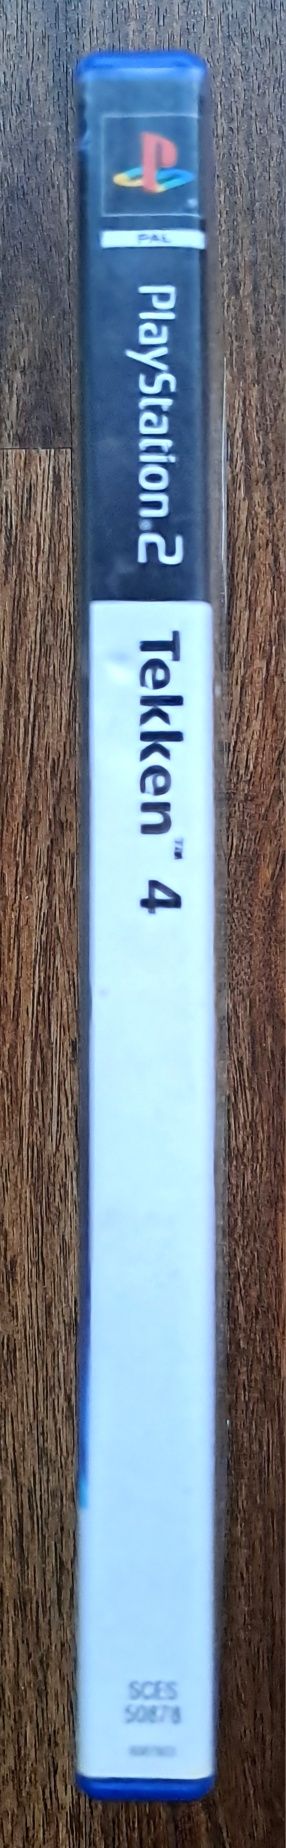 PAL
PlayStation.2
Tekken™ 4
SCES
50878